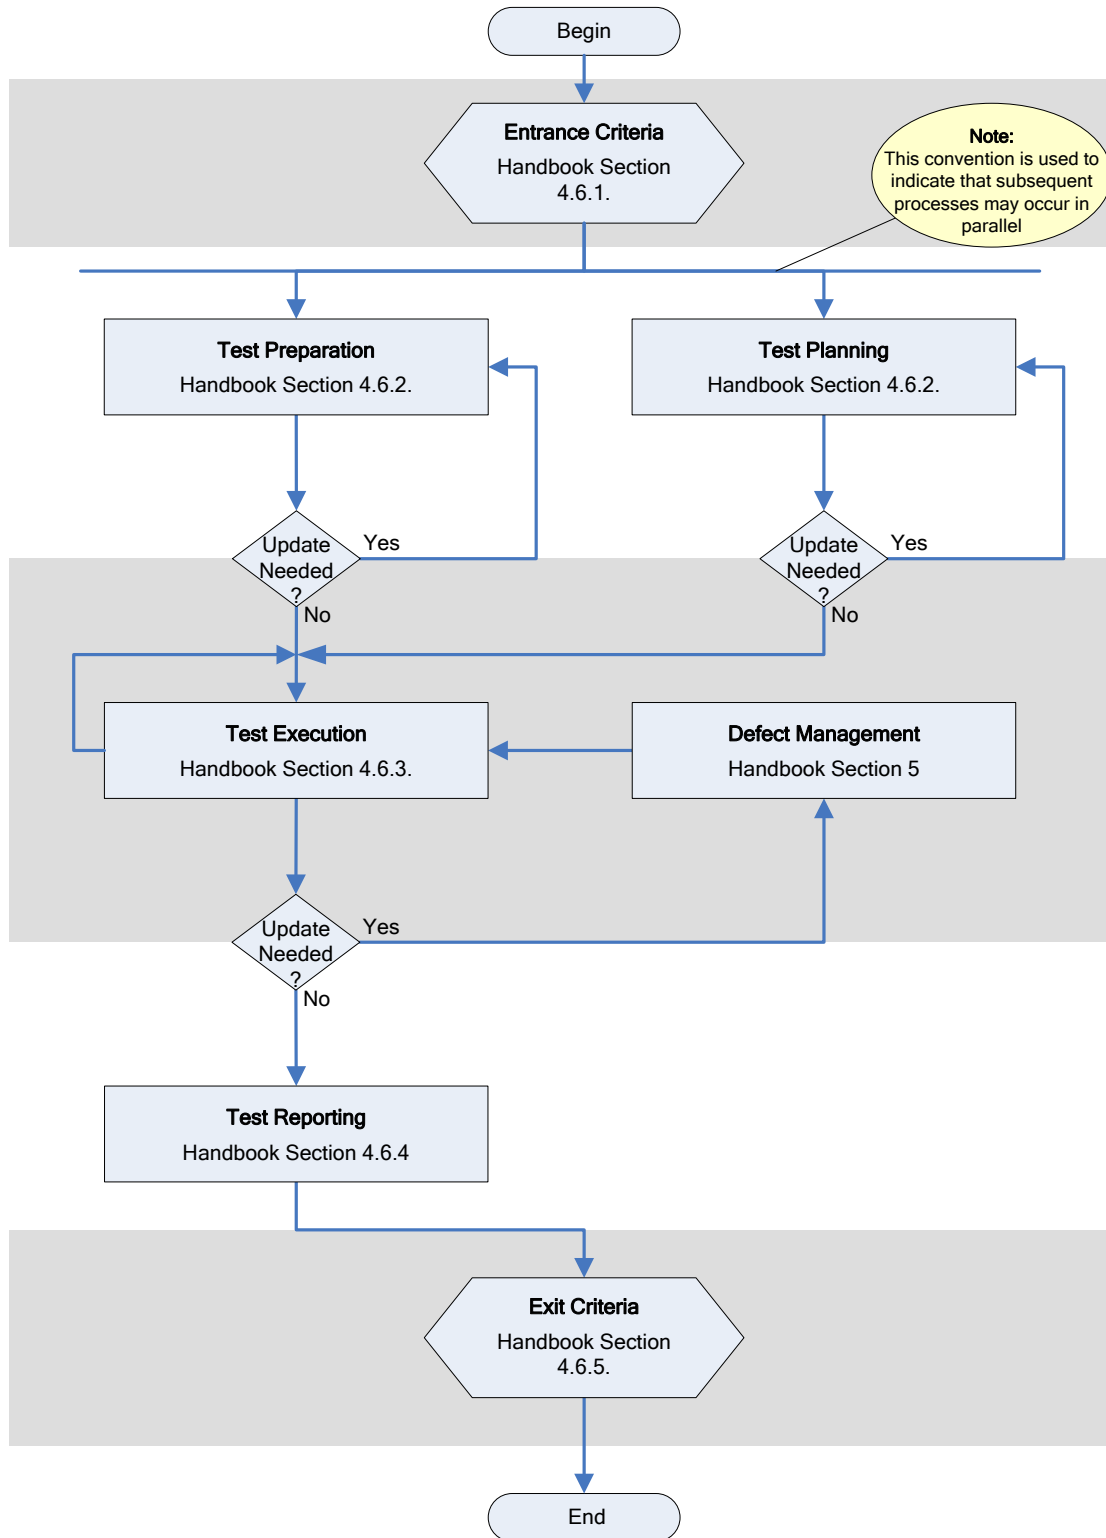 Begin
Entrance Criteria
Handbook Section
4.6.1.
Note:
This convention is used to
indicate that subsequent
processes may occur in
parallel
Test Preparation
Handbook Section 4.6.2.
Test Planning
Handbook Section 4.6.2.
Update
Needed
?
Yes
No
Update
Needed
?
Yes
No
Test Execution
Handbook Section 4.6.3.
Defect Management
Handbook Section 5
Update
Needed
?
Yes
No
Test Reporting
Handbook Section 4.6.4
Exit Criteria
Handbook Section
4.6.5.
End